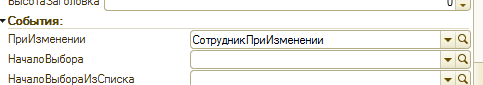 ВысотаЗаголовка 0
События:
ПриИзменении СотрудникПриИзменении
НачалоВыбора
НачалоВыбораИзСписка